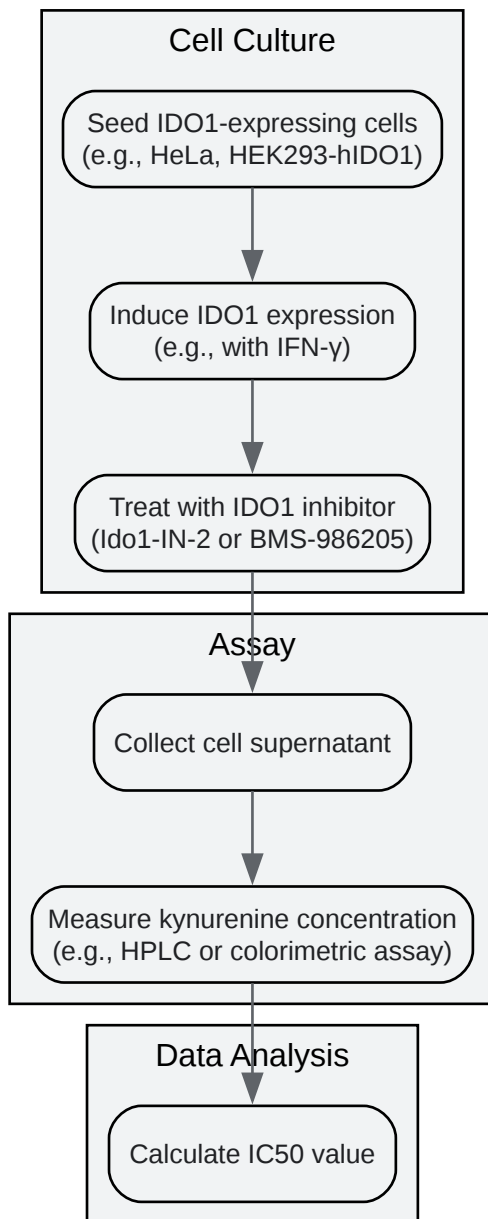 Cell Culture
Seed IDO1-expressing cells
(e.g., HeLa, HEK293-hIDO1)
Induce IDO1 expression
(e.g., with IFN-γ)
Treat with IDO1 inhibitor
(Ido1-IN-2 or BMS-986205)
Assay
Collect cell supernatant
Measure kynurenine concentration
(e.g., HPLC or colorimetric assay)
Data Analysis
Calculate IC50 value